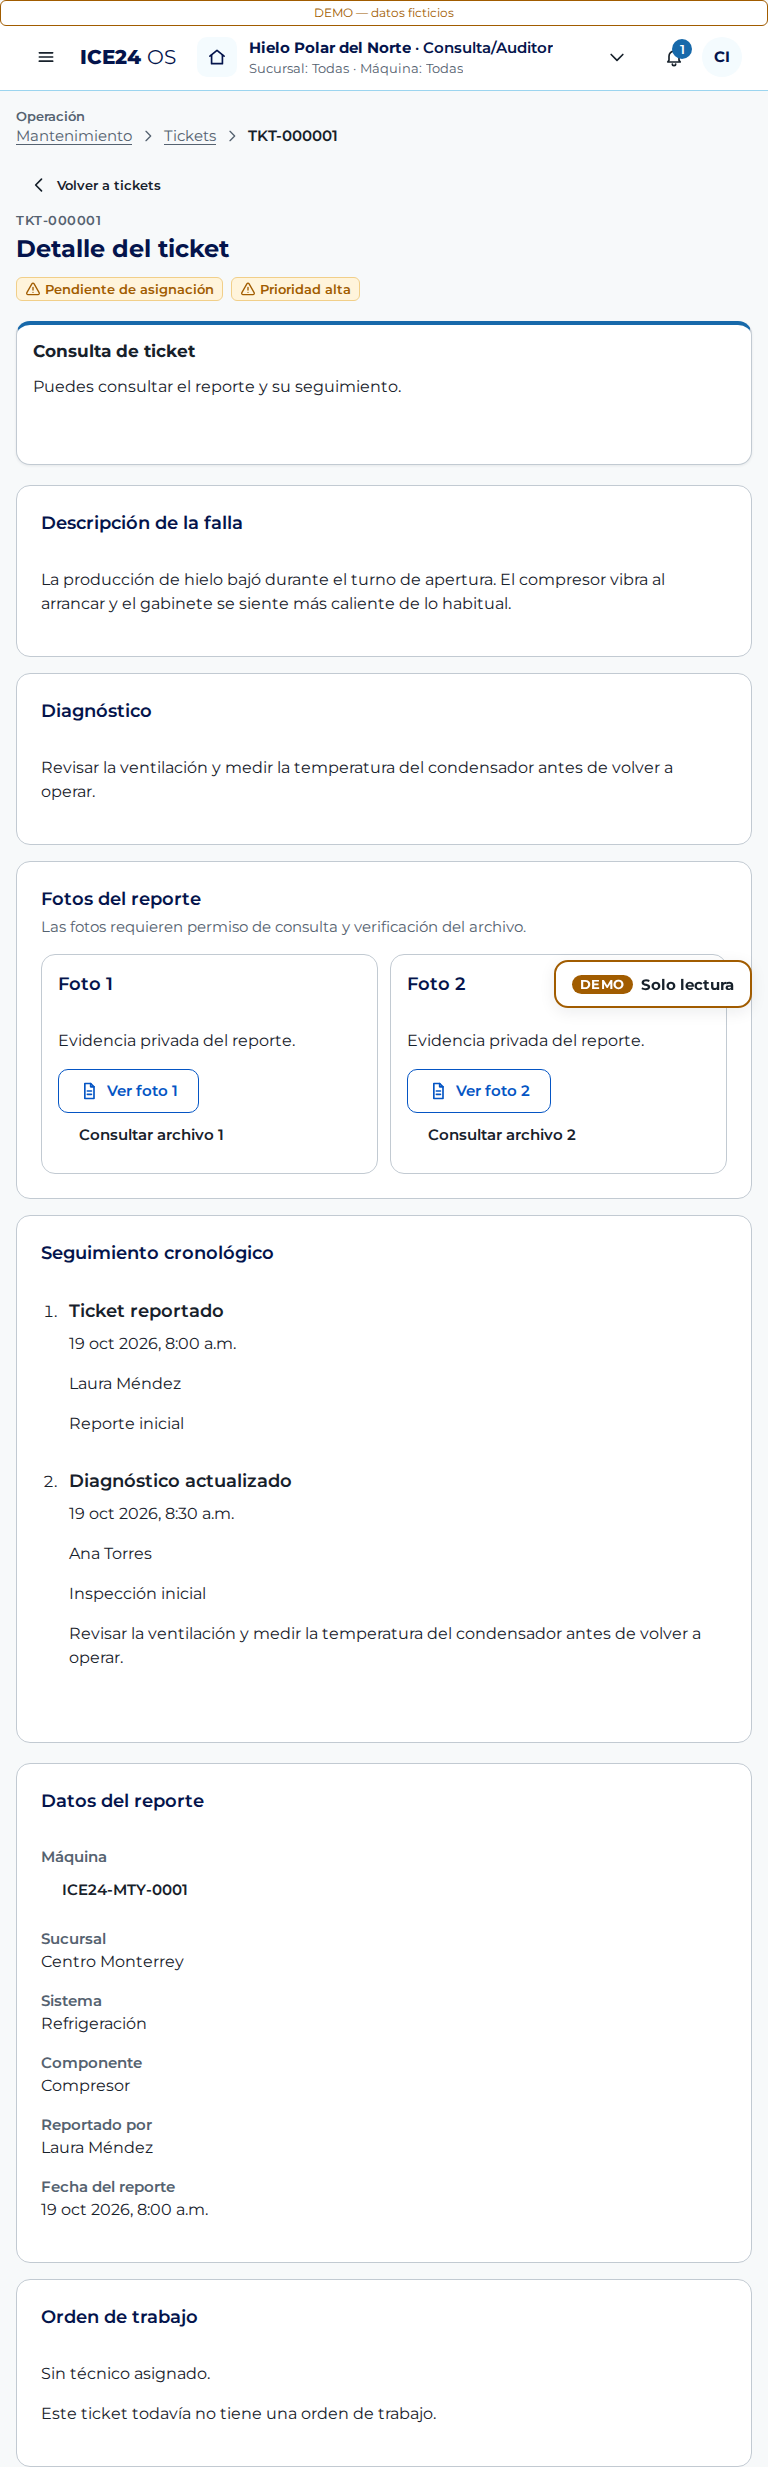 DEMO — datos ficticios
ICE24 OS
Hielo Polar del Norte · Consulta/Auditor
Sucursal: Todas · Máquina: Todas
1
CI
Operación
Mantenimiento > Tickets > TKT-000001
Volver a tickets
TKT-000001
Detalle del ticket
Pendiente de asignación
Prioridad alta
Consulta de ticket
Puedes consultar el reporte y su seguimiento.
Descripción de la falla
La producción de hielo bajó durante el turno de apertura. El compresor vibra al
arrancar y el gabinete se siente más caliente de lo habitual.
Diagnóstico
Revisar la ventilación y medir la temperatura del condensador antes de volver a
operar.
Fotos del reporte
Las fotos requieren permiso de consulta y verificación del archivo.
Foto 1
Evidencia privada del reporte.
Ver foto 1
Consultar archivo 1
Foto 2
DEMO Solo lectura
Evidencia privada del reporte.
Ver foto 2
Consultar archivo 2
Seguimiento cronológico
1. Ticket reportado
19 oct 2026, 8:00 a.m.
Laura Méndez
Reporte inicial
2. Diagnóstico actualizado
19 oct 2026, 8:30 a.m.
Ana Torres
Inspección inicial
Revisar la ventilación y medir la temperatura del condensador antes de volver a
operar.
Datos del reporte
Máquina
ICE24-MTY-0001
Sucursal
Centro Monterrey
Sistema
Refrigeración
Componente
Compresor
Reportado por
Laura Méndez
Fecha del reporte
19 oct 2026, 8:00 a.m.
Orden de trabajo
Sin técnico asignado.
Este ticket todavía no tiene una orden de trabajo.